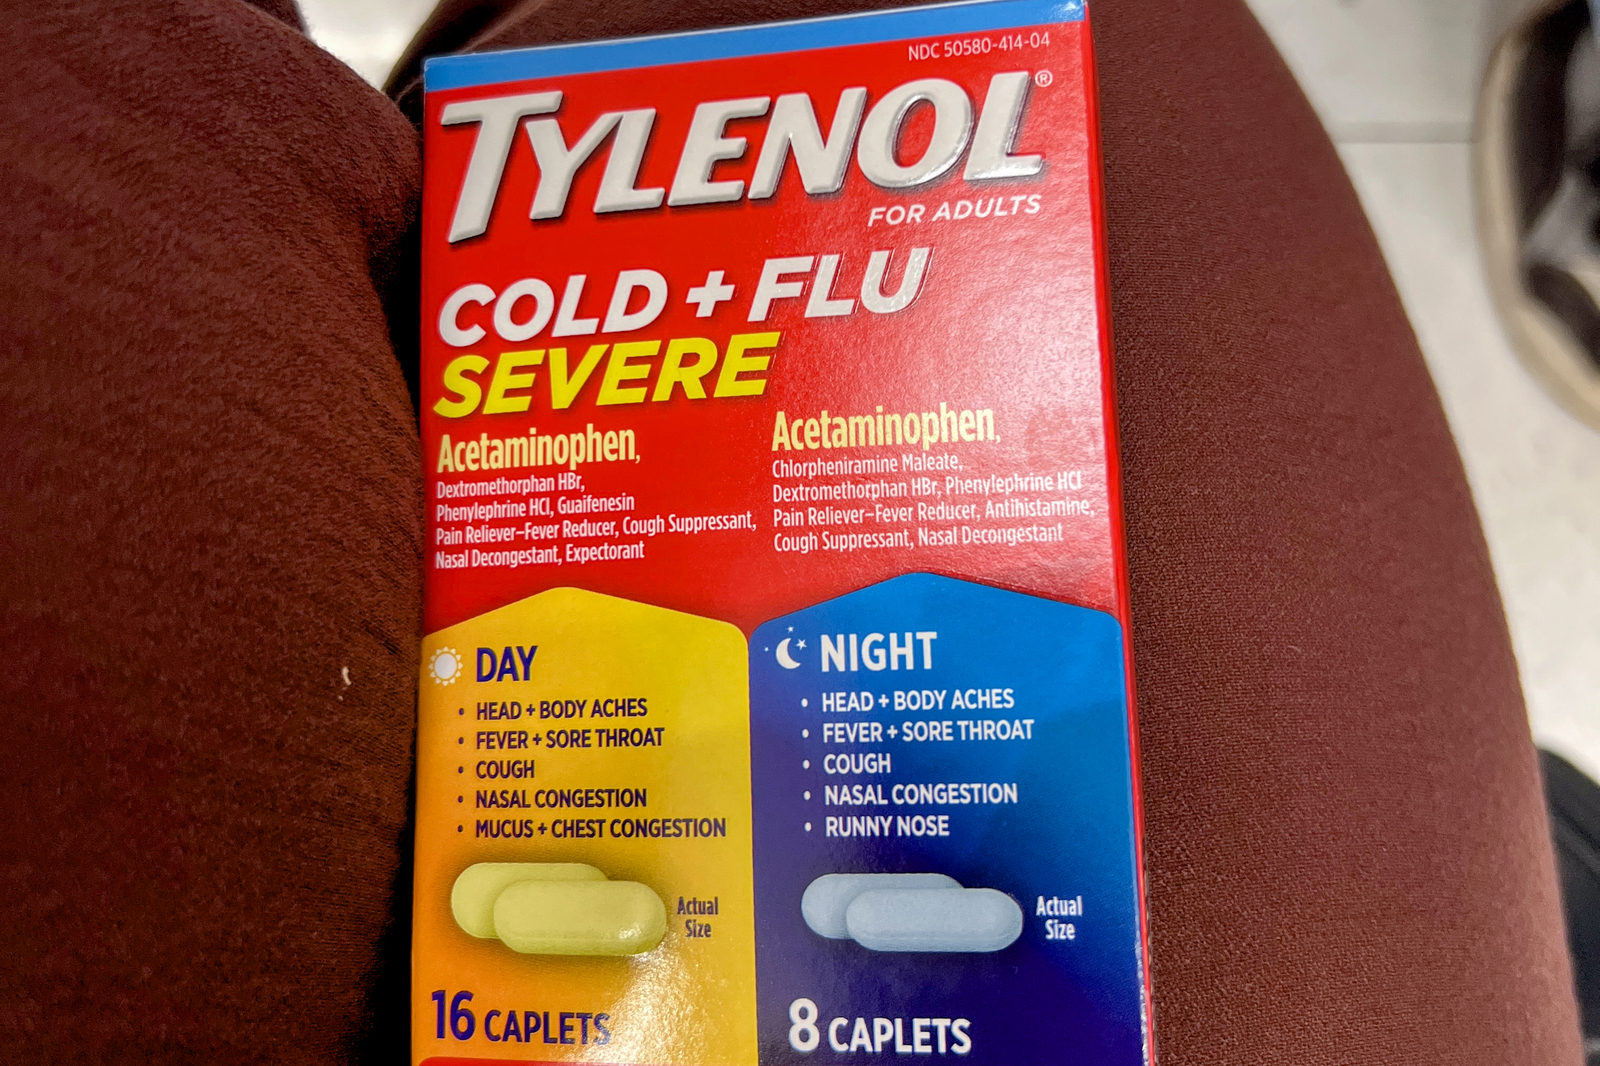 NDC 50580-414-04
TYLENOL®
FOR ADULTS
COLD + FLU
SEVERE
Acetaminophen,
Dextromethorphan HBr,
Phenylephrine HCl, Guaifenesin
Pain Reliever–Fever Reducer, Cough Suppressant,
Nasal Decongestant, Expectorant
Acetaminophen,
Chlorpheniramine Maleate,
Dextromethorphan HBr, Phenylephrine HCl
Pain Reliever–Fever Reducer, Antihistamine,
Cough Suppressant, Nasal Decongestant
DAY
• HEAD + BODY ACHES
• FEVER + SORE THROAT
• COUGH
• NASAL CONGESTION
• MUCUS + CHEST CONGESTION
Actual
Size
16 CAPLETS
NIGHT
• HEAD + BODY ACHES
• FEVER + SORE THROAT
• COUGH
• NASAL CONGESTION
• RUNNY NOSE
Actual
Size
8 CAPLETS